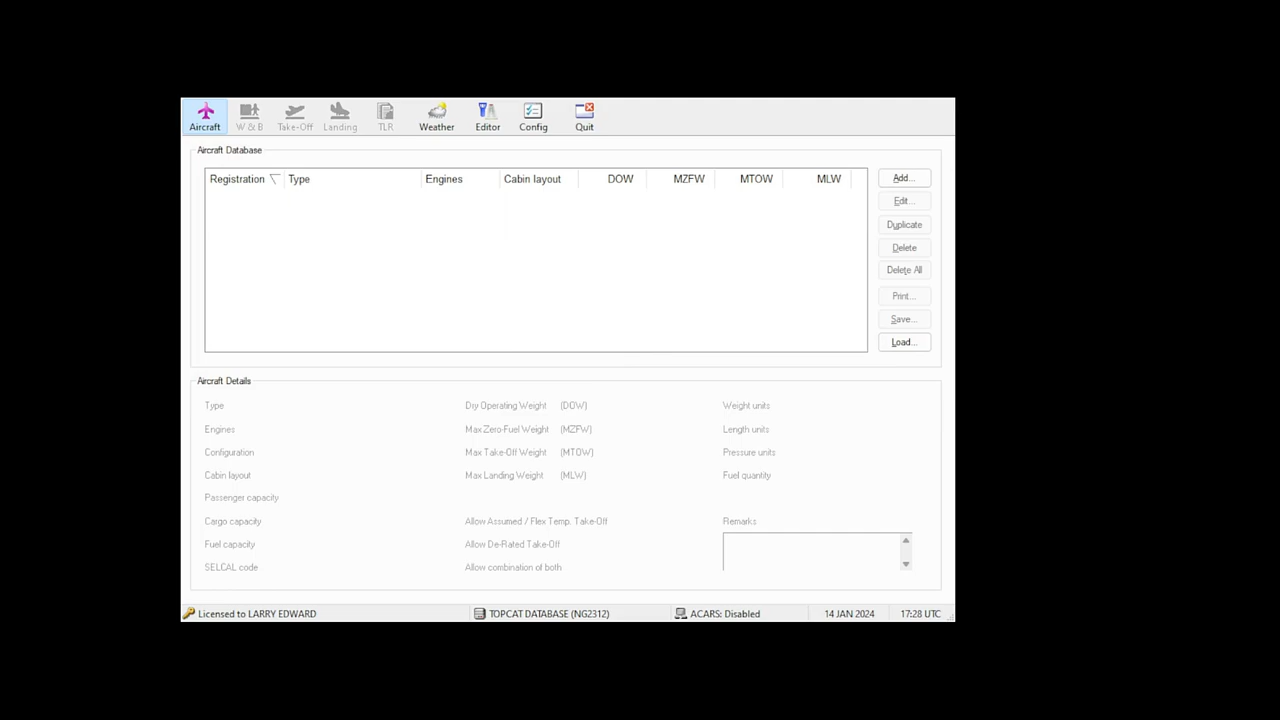 Aircraft W & B Take-Off Landing TLR Weather Editor Config Quit
Aircraft Database
Registration Type Engines Cabin layout DOW MZFW MTOW MLW
Add...
Edit...
Duplicate
Delete
Delete All
Print...
Save...
Load...
Aircraft Details
Type Dry Operating Weight (DOW) Weight units
Engines Max Zero-Fuel Weight (MZFW) Length units
Configuration Max Take-Off Weight (MTOW) Pressure units
Cabin layout Max Landing Weight (MLW) Fuel quantity
Passenger capacity
Cargo capacity Allow Assumed / Flex Temp. Take-Off Remarks
Fuel capacity Allow De-Rated Take-Off
SELCAL code Allow combination of both
Licensed to LARRY EDWARD TOPCAT DATABASE (NG2312) ACARS: Disabled 14 JAN 2024 17:28 UTC